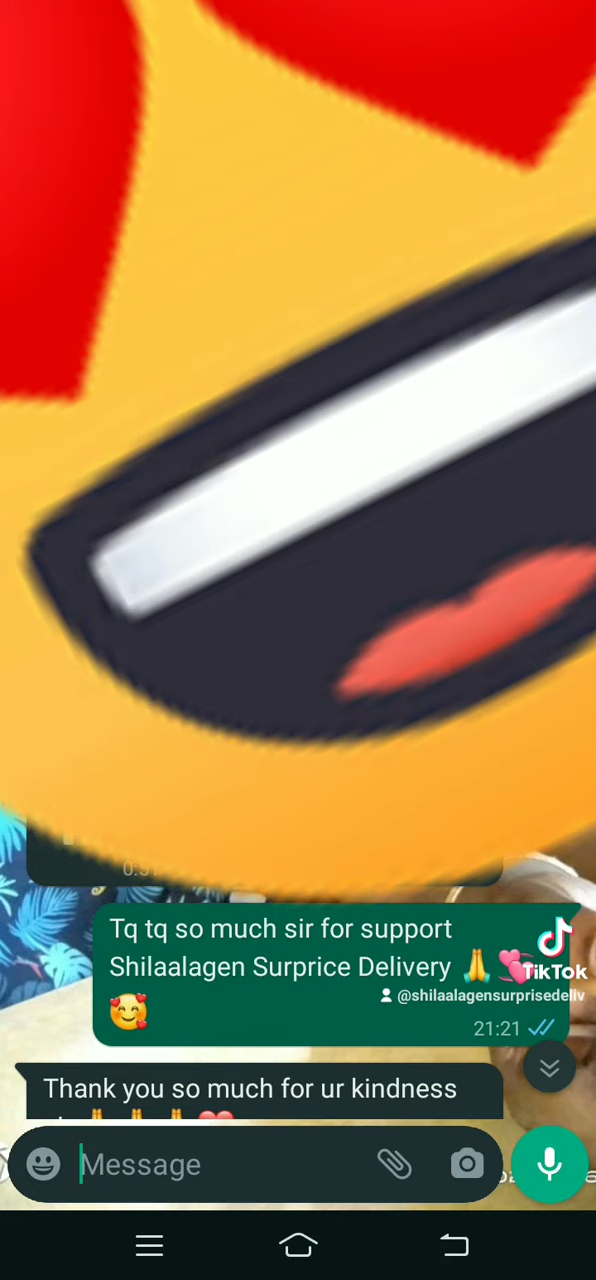 Tq tq so much sir for support
Shilaalagen Surprice Delivery 🙏💞
🥰
TikTok
@shilaalagensurprisedeliv
21:21
Thank you so much for ur kindness
Message